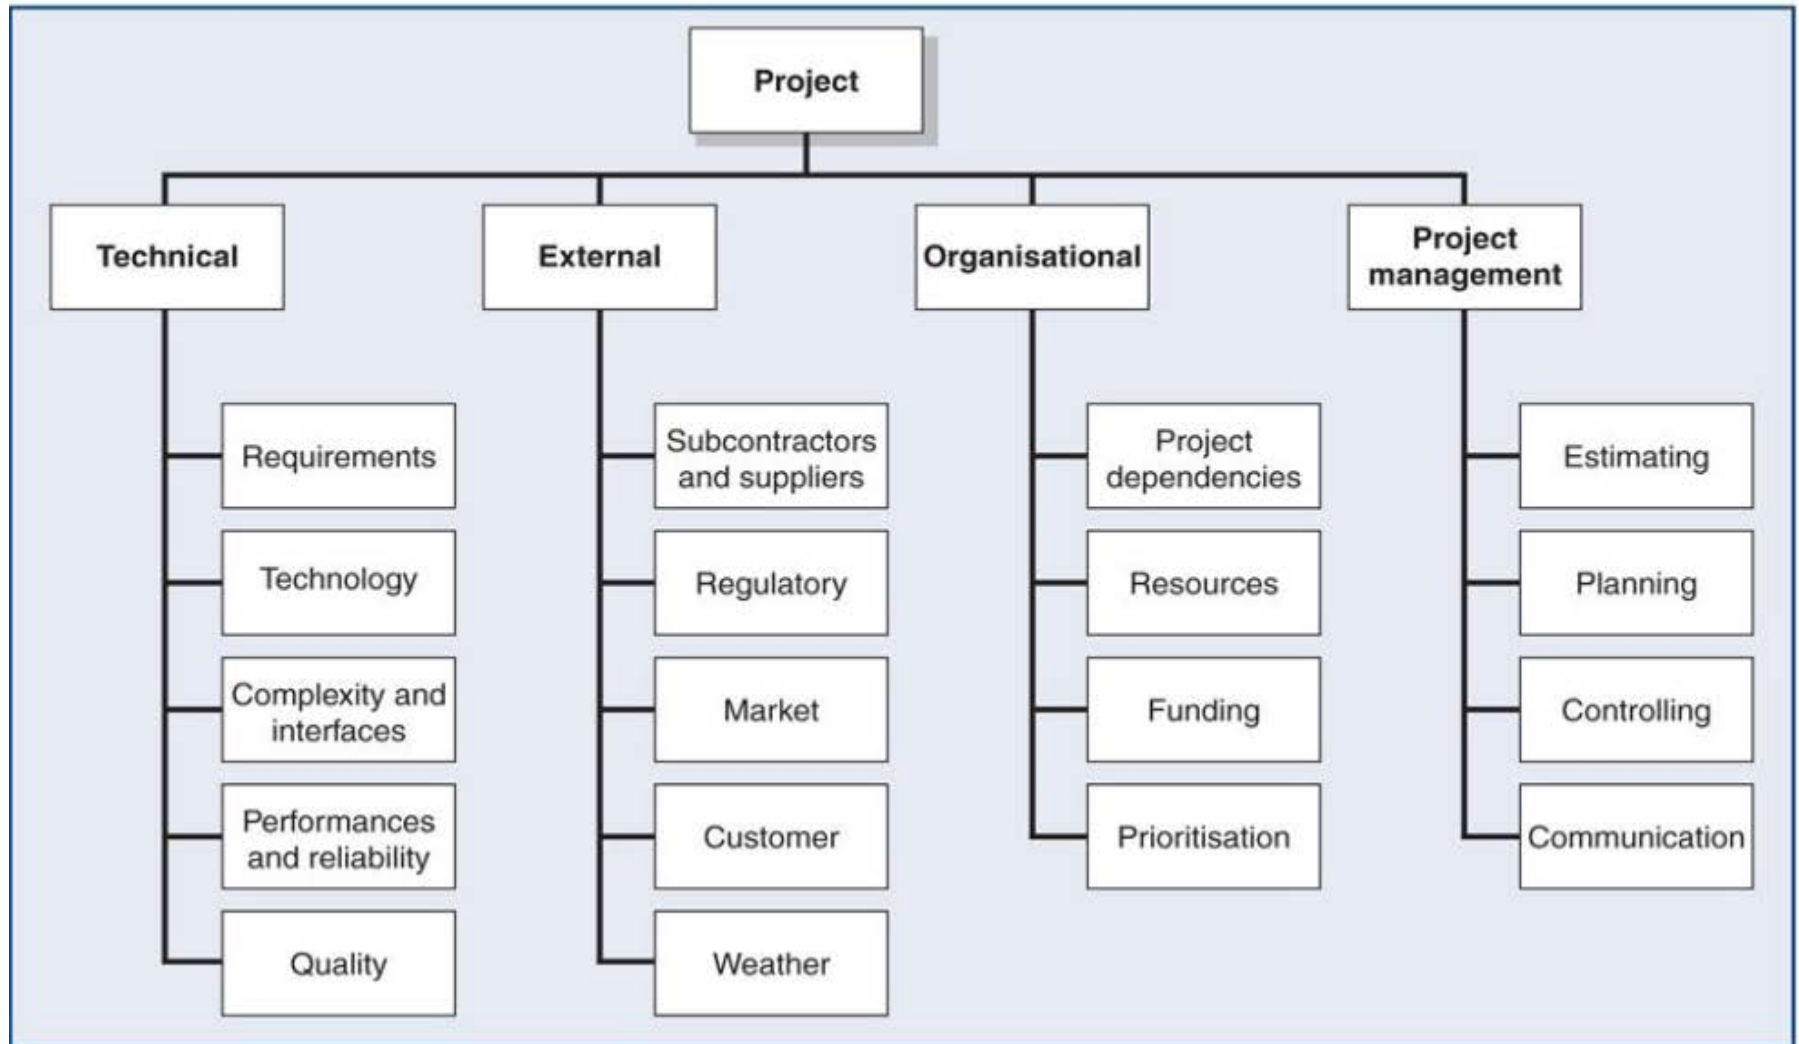 Project
Technical
External
Organisational
Project
management
Requirements
Technology
Complexity and
interfaces
Performances
and reliability
Quality
Subcontractors
and suppliers
Regulatory
Market
Customer
Weather
Project
dependencies
Resources
Funding
Prioritisation
Estimating
Planning
Controlling
Communication